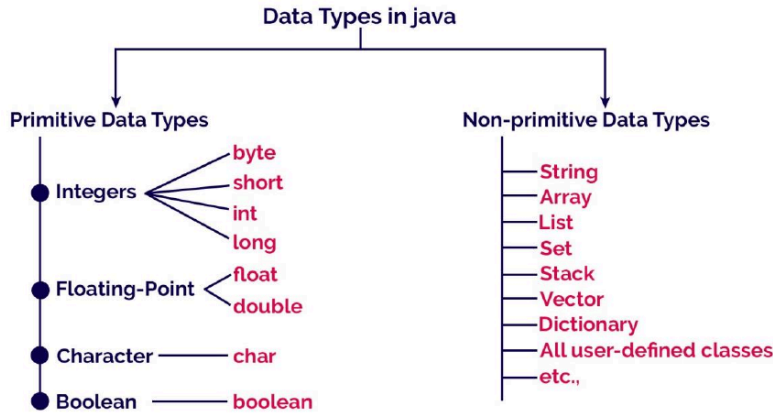 Data Types in java
Primitive Data Types
Integers
byte
short
int
long
Floating-Point
float
double
Character
char
Boolean
boolean
Non-primitive Data Types
String
Array
List
Set
Stack
Vector
Dictionary
All user-defined classes
etc.,